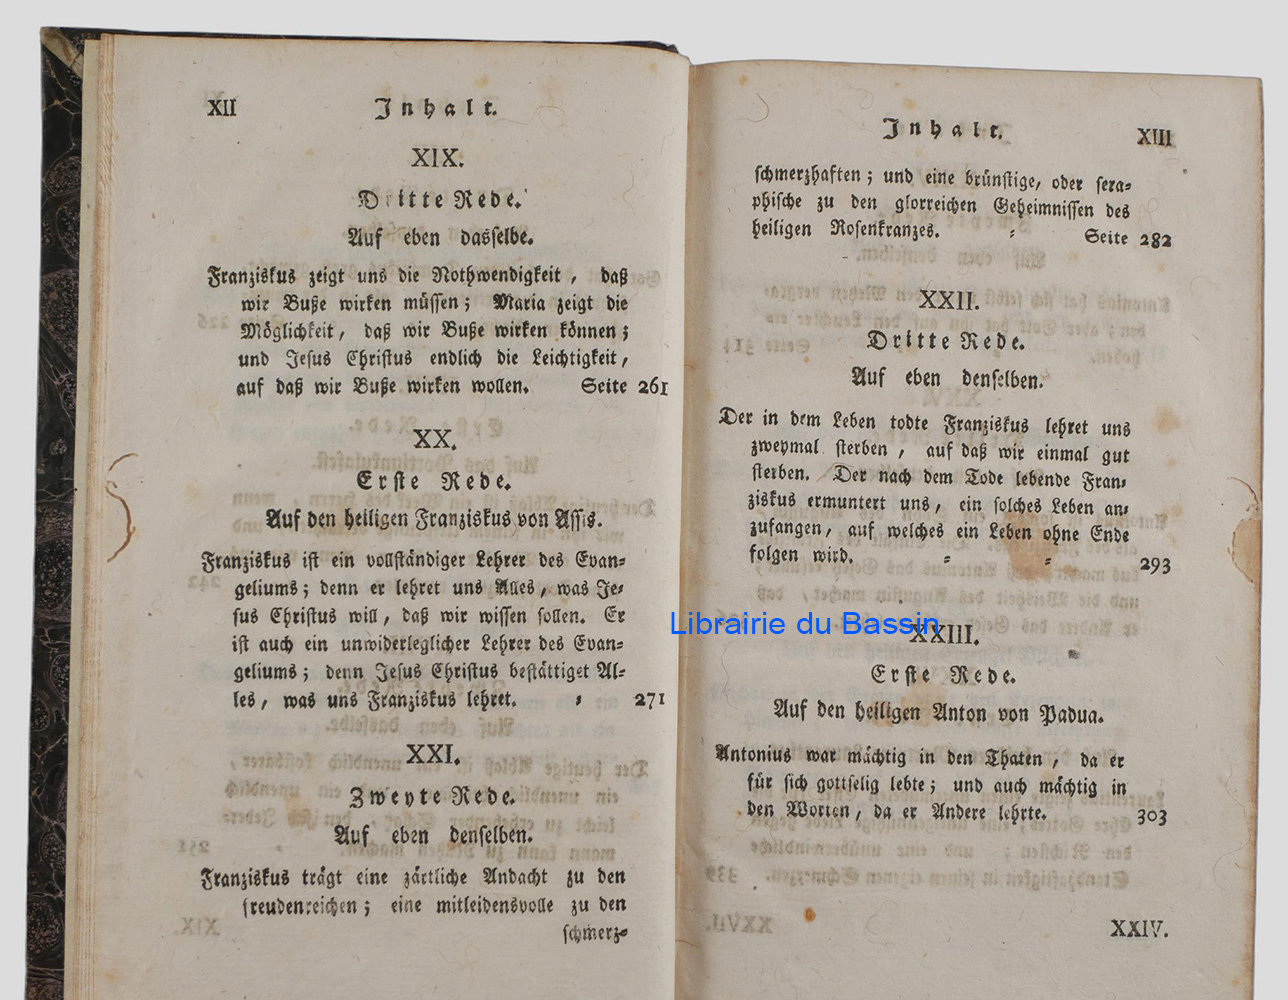 XII
Inhalt.
XIX.
Dritte Rede.
Auf eben dasselbe.
Franziskus zeigt uns die Nothwendigkeit, daß
wir Buße wirken müssen; Maria zeigt die
Möglichkeit, daß wir Buße wirken können;
und Jesus Christus endlich die Leichtigkeit,
auf daß wir Buße wirken wollen. Seite 261
XX.
Erste Rede.
Auf den heiligen Franziskus von Assis.
Franziskus ist ein vollständiger Lehrer des Evan-
geliums; denn er lehret uns Alles, was Je-
sus Christus will, daß wir wissen sollen. Er
ist auch ein unwiderleglicher Lehrer des Evan-
geliums; denn Jesus Christus bestättiget Al-
les, was uns Franziskus lehret. = 271
XXI.
Zweyte Rede.
Auf eben denselben.
Franziskus trägt eine zärtliche Andacht zu den
freudenreichen; eine mitleidensvolle zu den
schmerz-
Inhalt.
XIII
schmerzhaften; und eine brünstige, oder sera-
phische zu den glorreichen Geheimnissen des
heiligen Rosenkranzes. = Seite 282
XXII.
Dritte Rede.
Auf eben denselben.
Der in dem Leben todte Franziskus lehret uns
zweymal sterben, auf daß wir einmal gut
sterben. Der nach dem Tode lebende Fran-
ziskus ermuntert uns, ein solches Leben an-
zufangen, auf welches ein Leben ohne Ende
folgen wird. = = 293
Librairie du Bassin
XXIII.
Erste Rede.
Auf den heiligen Anton von Padua.
Antonius war mächtig in den Thaten, da er
für sich gottselig lebte; und auch mächtig in
den Worten, da er Andere lehrte. 303
XXIV.